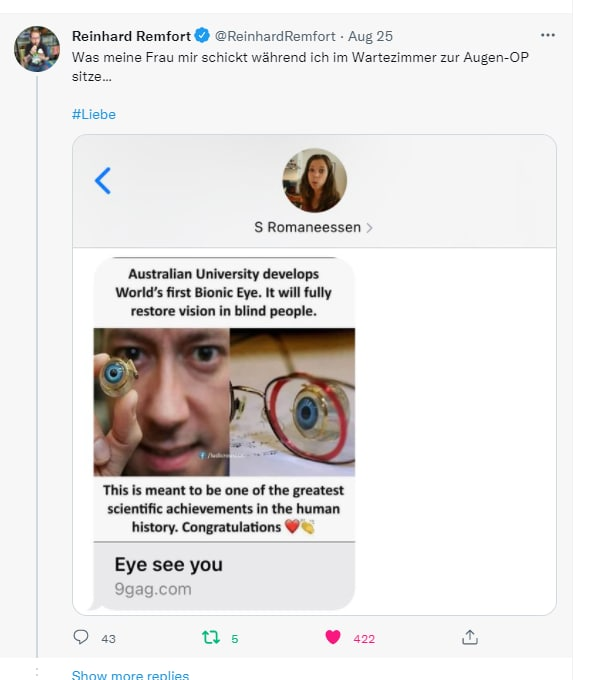 Reinhard Remfort @ReinhardRemfort · Aug 25
Was meine Frau mir schickt während ich im Wartezimmer zur Augen-OP
sitze...
#Liebe
S Romaneessen
Australian University develops
World's first Bionic Eye. It will fully
restore vision in blind people.
This is meant to be one of the greatest
scientific achievements in the human
history. Congratulations ❤️👏
Eye see you
9gag.com
43 5 422
Show more replies